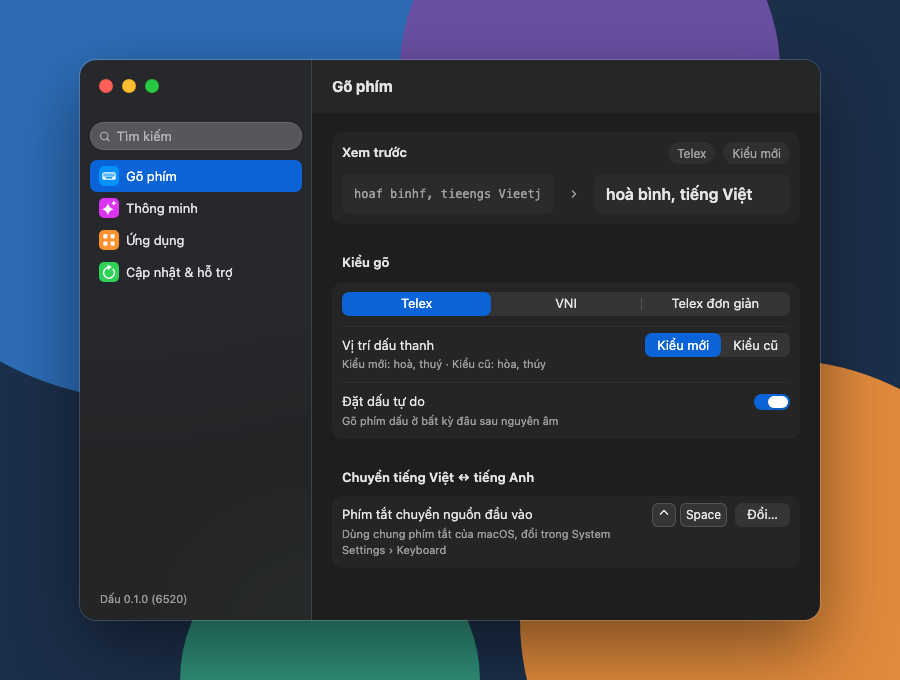 Tìm kiếm
Gõ phím
Thông minh
Ứng dụng
Cập nhật & hỗ trợ
Dấu 0.1.0 (6520)
Gõ phím
Xem trước
Telex
Kiểu mới
hoaf binhf, tieengs Vieetj
›
hoà bình, tiếng Việt
Kiểu gõ
Telex
VNI
Telex đơn giản
Vị trí dấu thanh
Kiểu mới: hoà, thuý · Kiểu cũ: hòa, thúy
Kiểu mới
Kiểu cũ
Đặt dấu tự do
Gõ phím dấu ở bất kỳ đâu sau nguyên âm
Chuyển tiếng Việt ↔ tiếng Anh
Phím tắt chuyển nguồn đầu vào
Dùng chung phím tắt của macOS, đổi trong System
Settings › Keyboard
^
Space
Đổi...